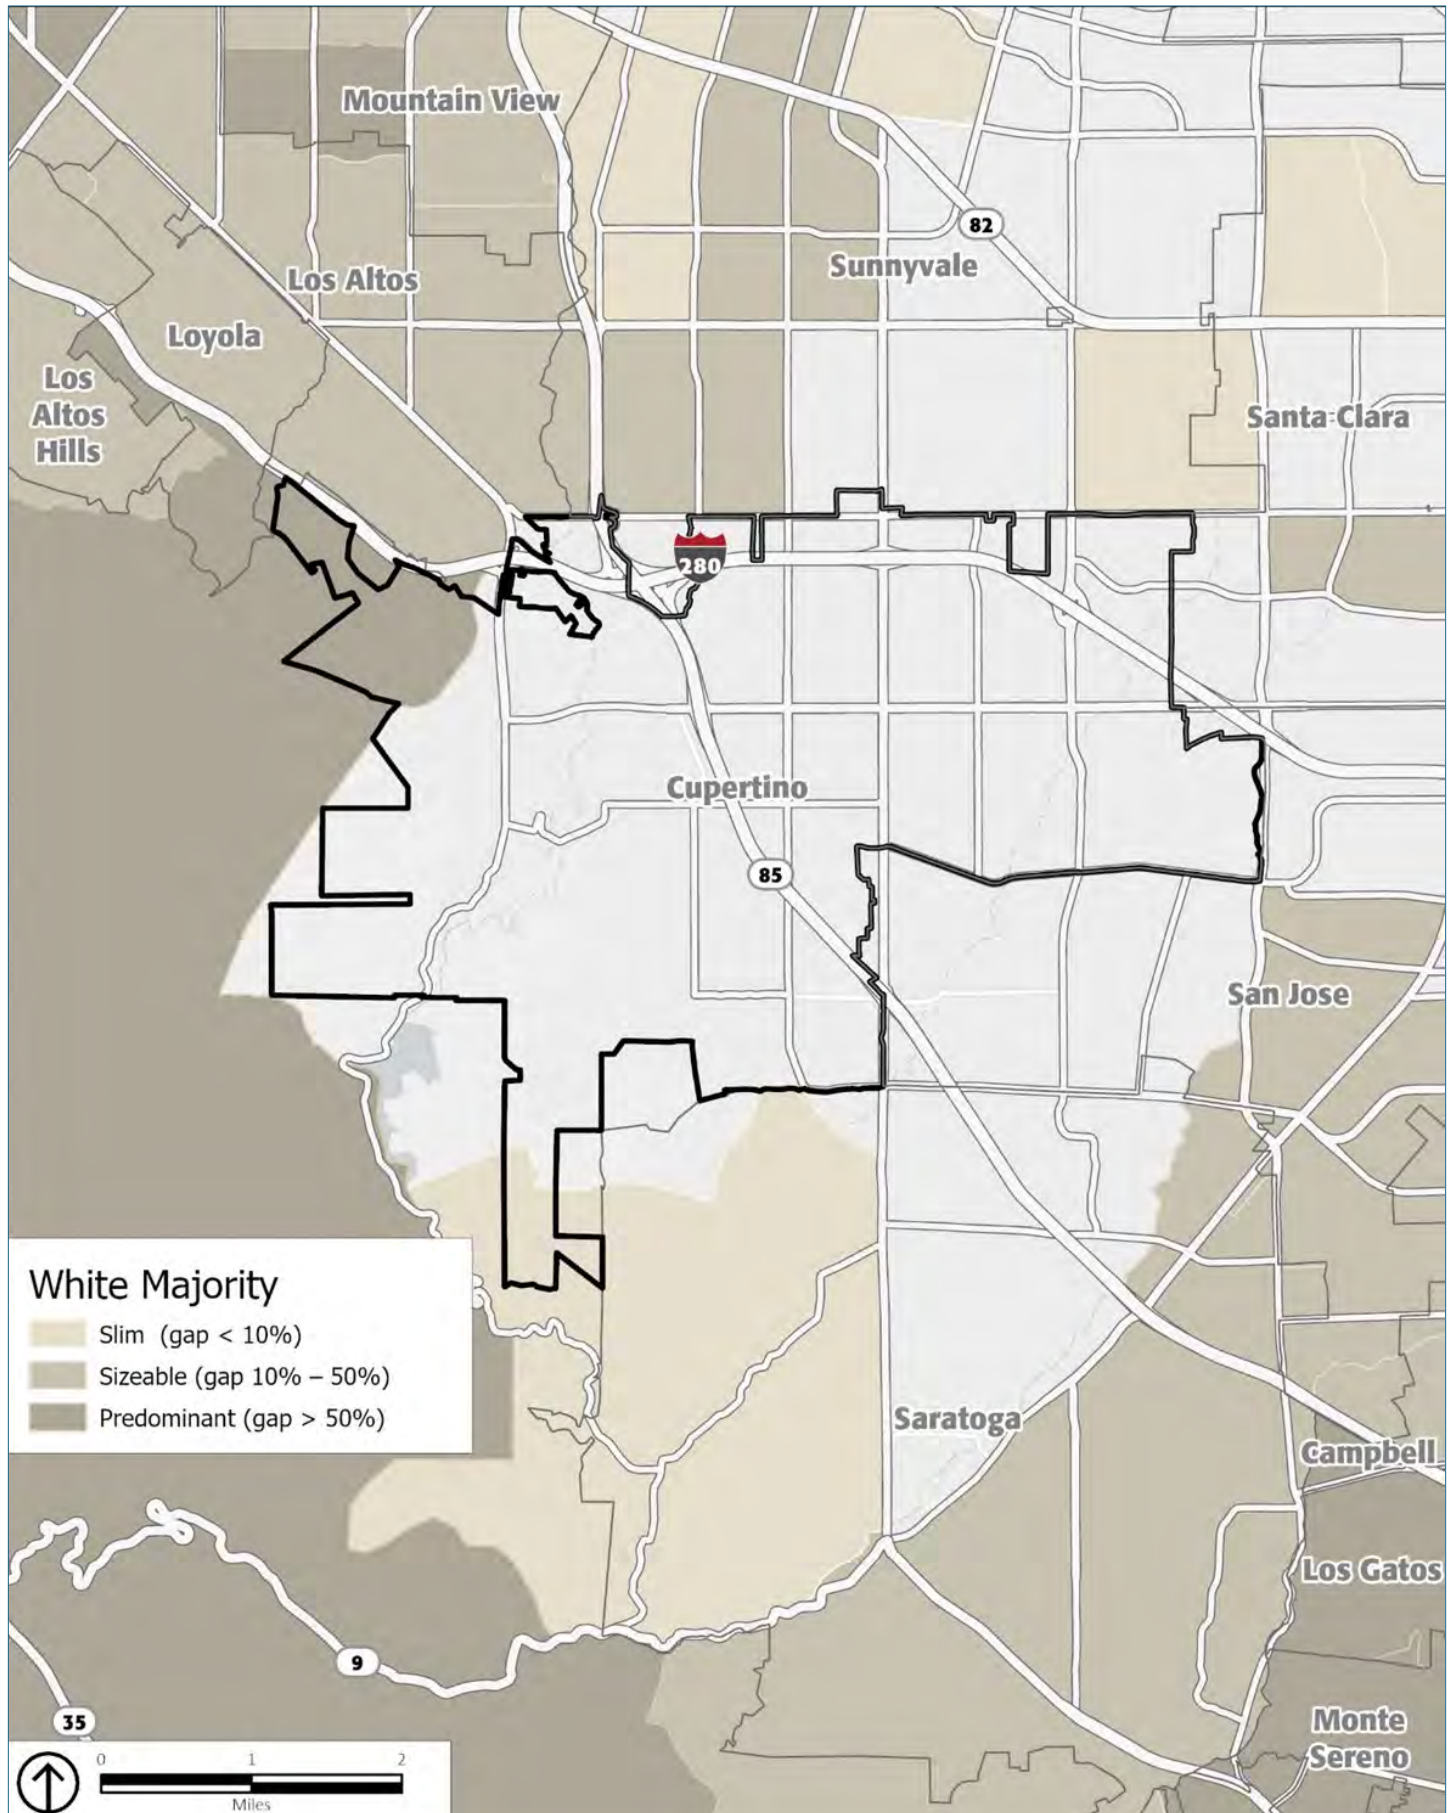 Mountain View
82
Sunnyvale
Los Altos
Loyola
Los
Altos
Hills
Santa Clara
280
Cupertino
85
San Jose
White Majority
Slim (gap < 10%)
Sizeable (gap 10% – 50%)
Predominant (gap > 50%)
Saratoga
Campbell
Los Gatos
9
35
Monte
Sereno
0 1 2
Miles